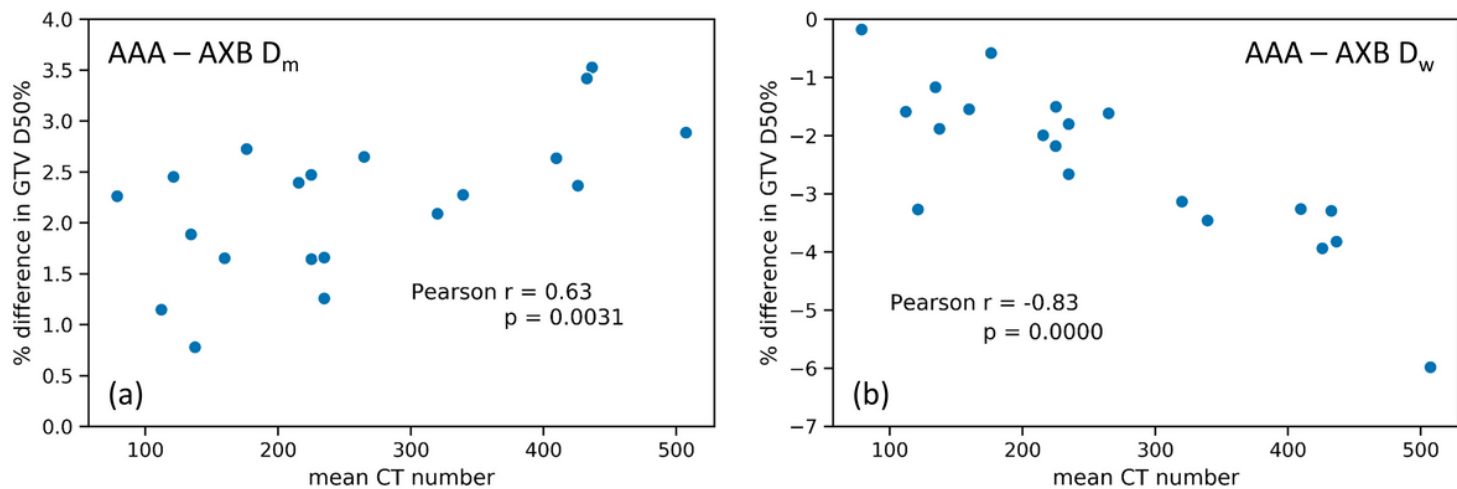 AAA – AXB Dm
% difference in GTV D50%
4.0
3.5
3.0
2.5
2.0
1.5
1.0
0.5
0.0
Pearson r = 0.63
p = 0.0031
(a)
100 200 300 400 500
mean CT number
AAA – AXB Dw
% difference in GTV D50%
0
−1
−2
−3
−4
−5
−6
−7
Pearson r = -0.83
p = 0.0000
(b)
100 200 300 400 500
mean CT number